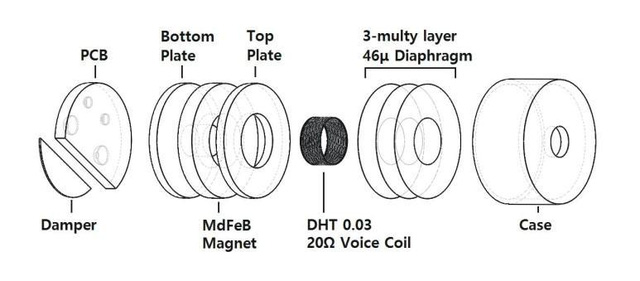 PCB
Bottom
Plate
Top
Plate
3-multy layer
46μ Diaphragm
Damper
MdFeB
Magnet
DHT 0.03
20Ω Voice Coil
Case